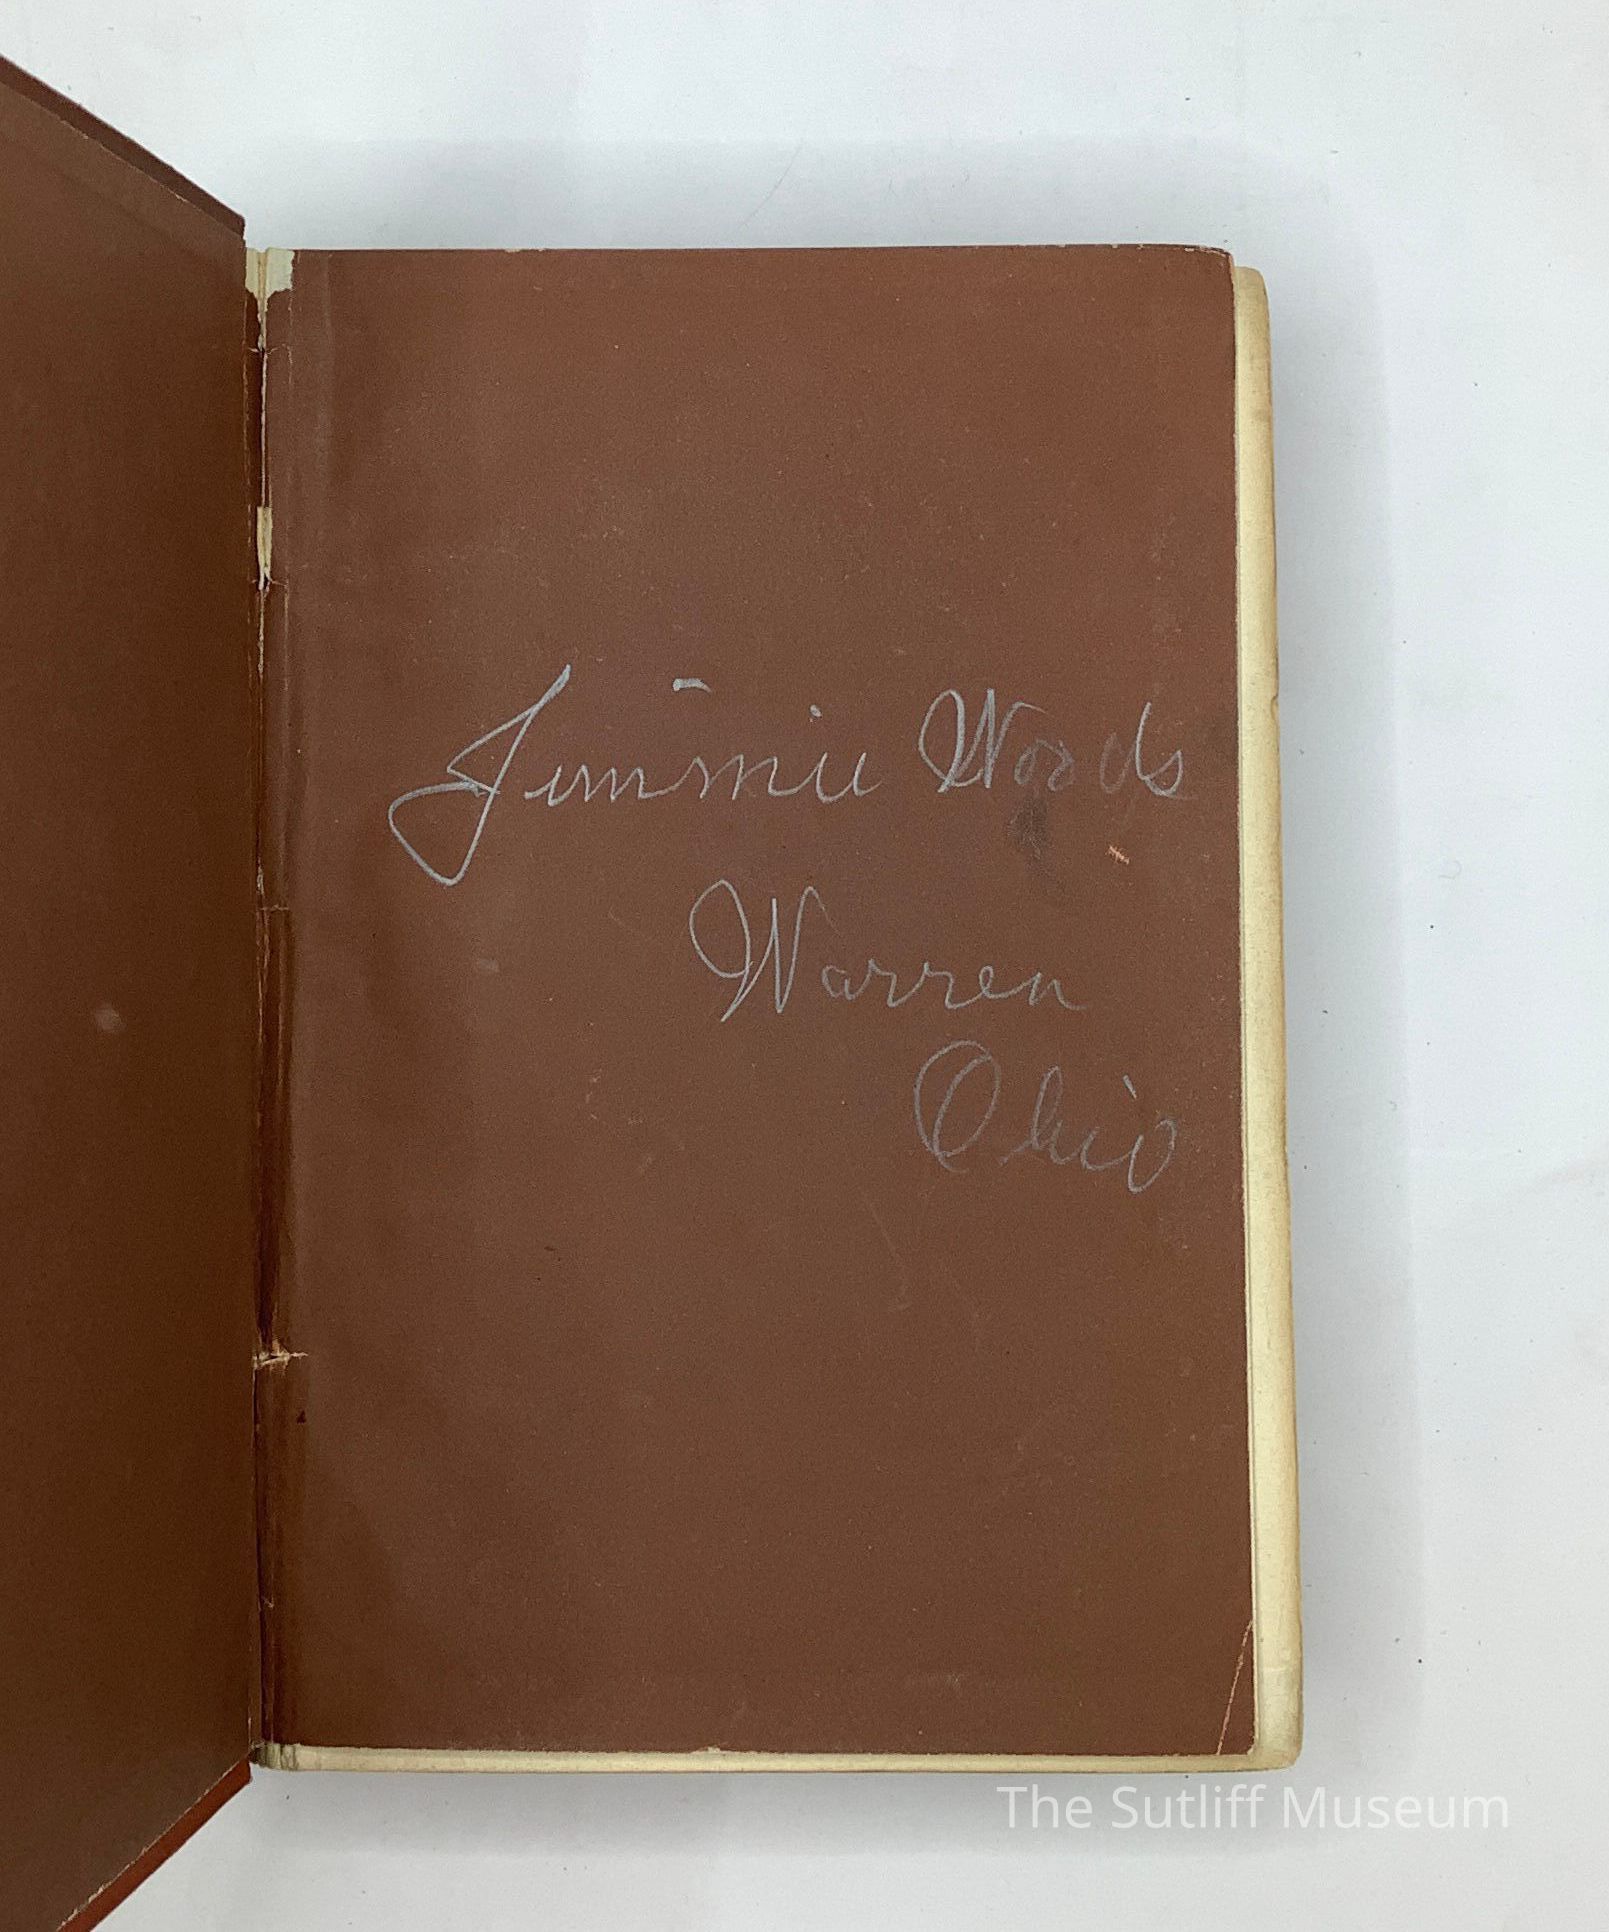 Jimmie Woods
Warren
Ohio
The Sutliff Museum